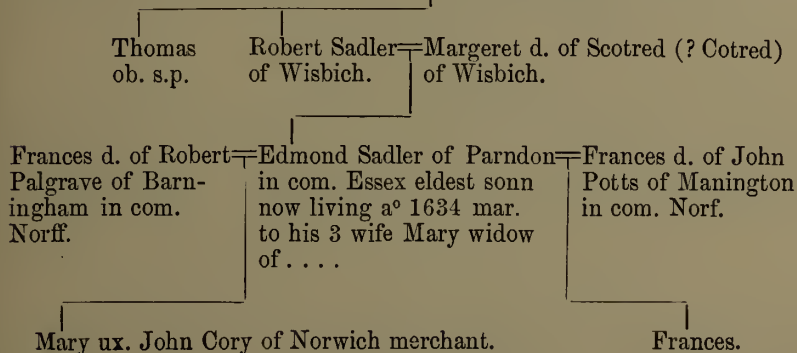 Thomas
ob. s.p.
Robert Sadler=Margeret d. of Scotred (? Cotred)
of Wisbich. of Wisbich.
Frances d. of Robert=Edmond Sadler of Parndon=Frances d. of John
Palgrave of Barn- in com. Essex eldest sonn Potts of Manington
ingham in com. now living aº 1634 mar. in com. Norf.
Norff. to his 3 wife Mary widow
of . . . .
Mary ux. John Cory of Norwich merchant. Frances.